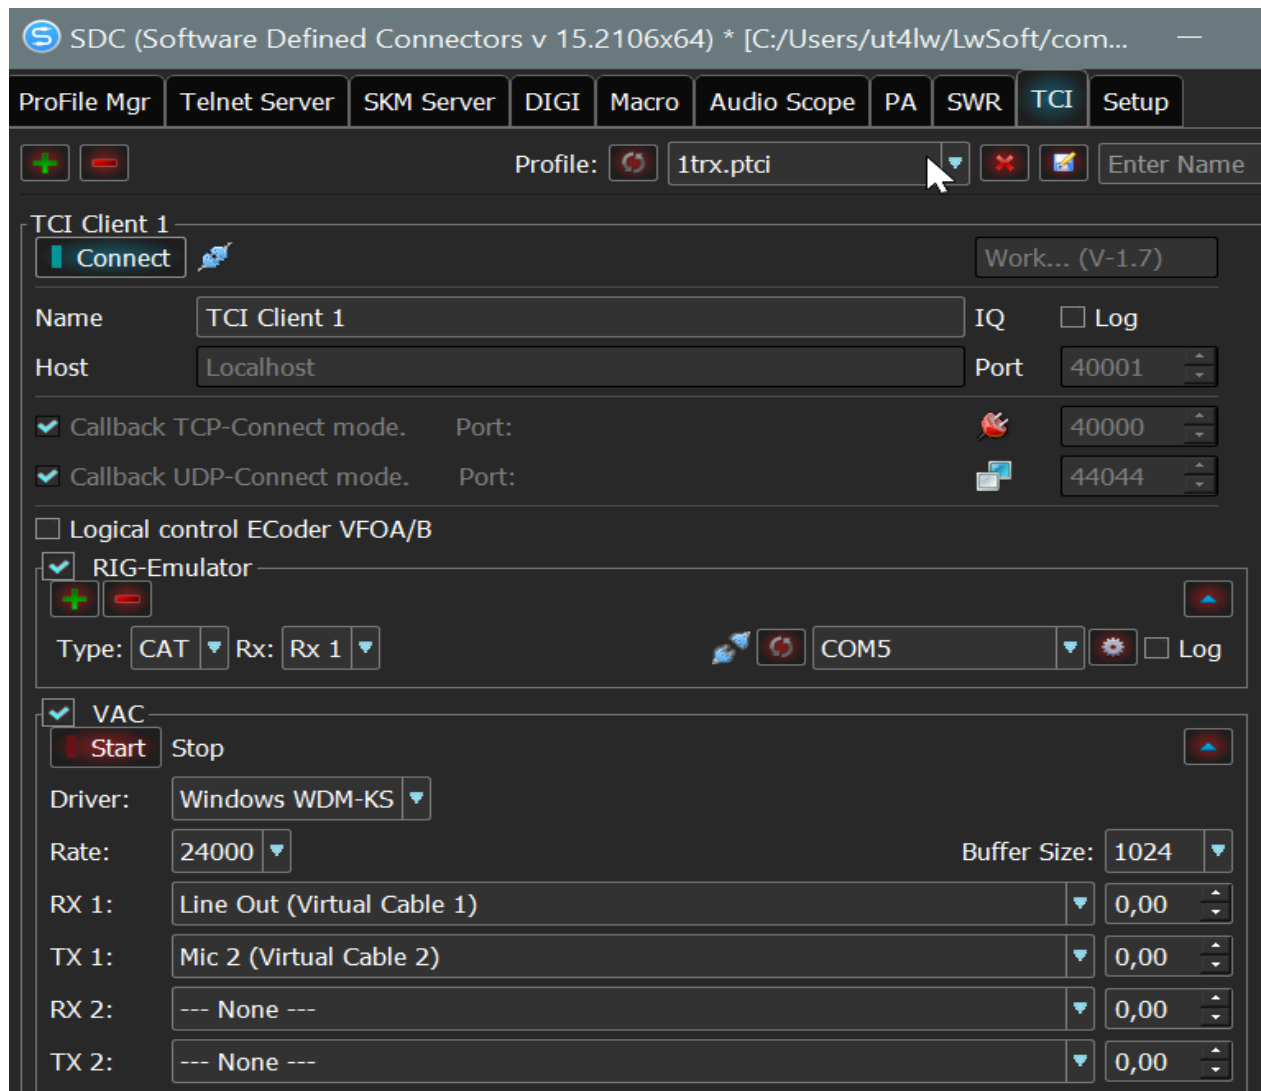 SDC (Software Defined Connectors v 15.2106x64) * [C:/Users/ut4lw/LwSoft/com...
ProFile Mgr Telnet Server SKM Server DIGI Macro Audio Scope PA SWR TCI Setup
Profile: 1trx.ptci Enter Name
TCI Client 1
Connect Work... (V-1.7)
Name TCI Client 1 IQ Log
Host Localhost Port 40001
Callback TCP-Connect mode. Port: 40000
Callback UDP-Connect mode. Port: 44044
Logical control ECoder VFOA/B
RIG-Emulator
Type: CAT Rx: Rx 1 COM5 Log
VAC
Start Stop
Driver: Windows WDM-KS
Rate: 24000 Buffer Size: 1024
RX 1: Line Out (Virtual Cable 1) 0,00
TX 1: Mic 2 (Virtual Cable 2) 0,00
RX 2: --- None --- 0,00
TX 2: --- None --- 0,00